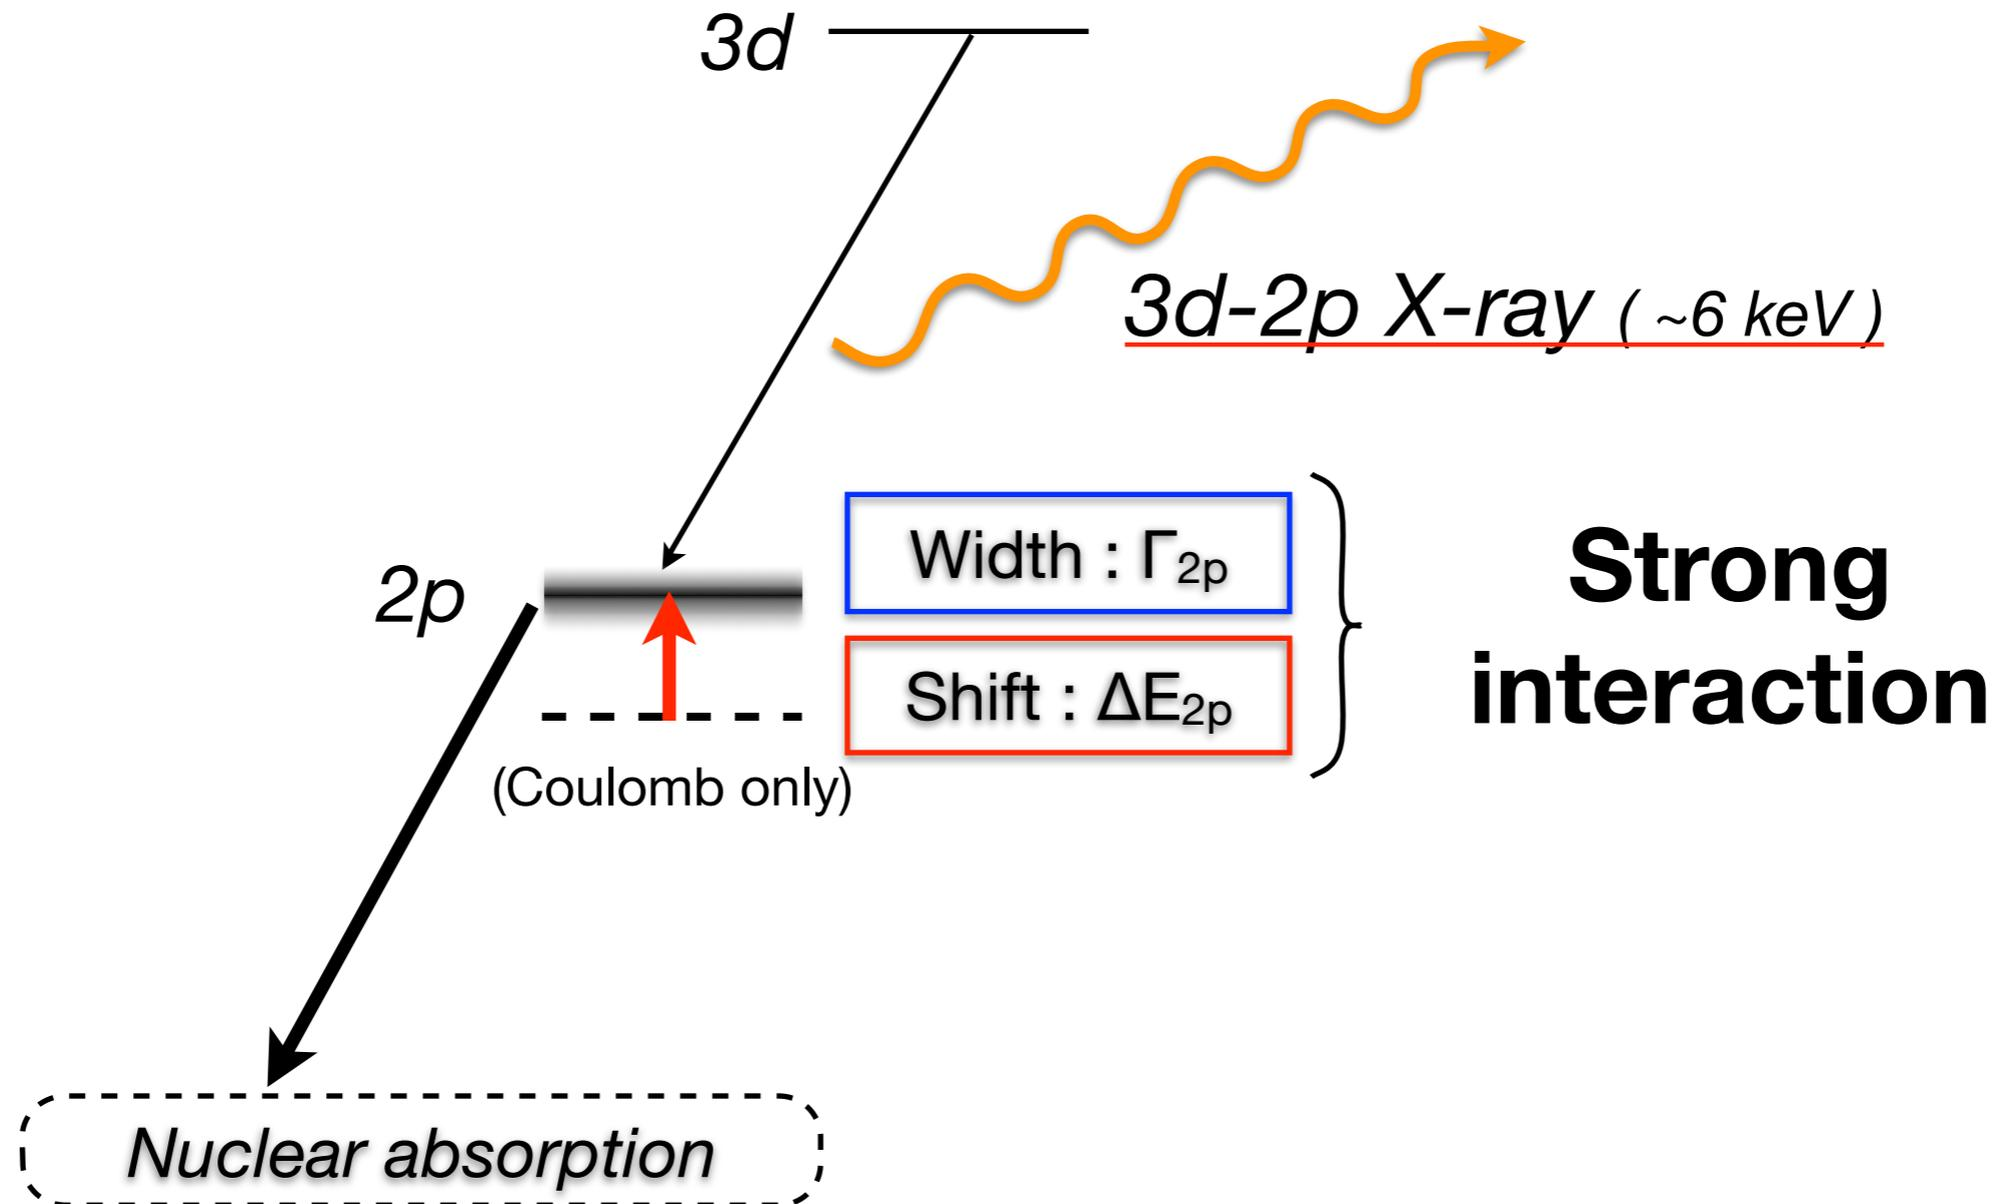 3d
3d-2p X-ray ( ~6 keV )
2p
Width : Γ2p
Shift : ΔE2p
Strong
interaction
(Coulomb only)
Nuclear absorption